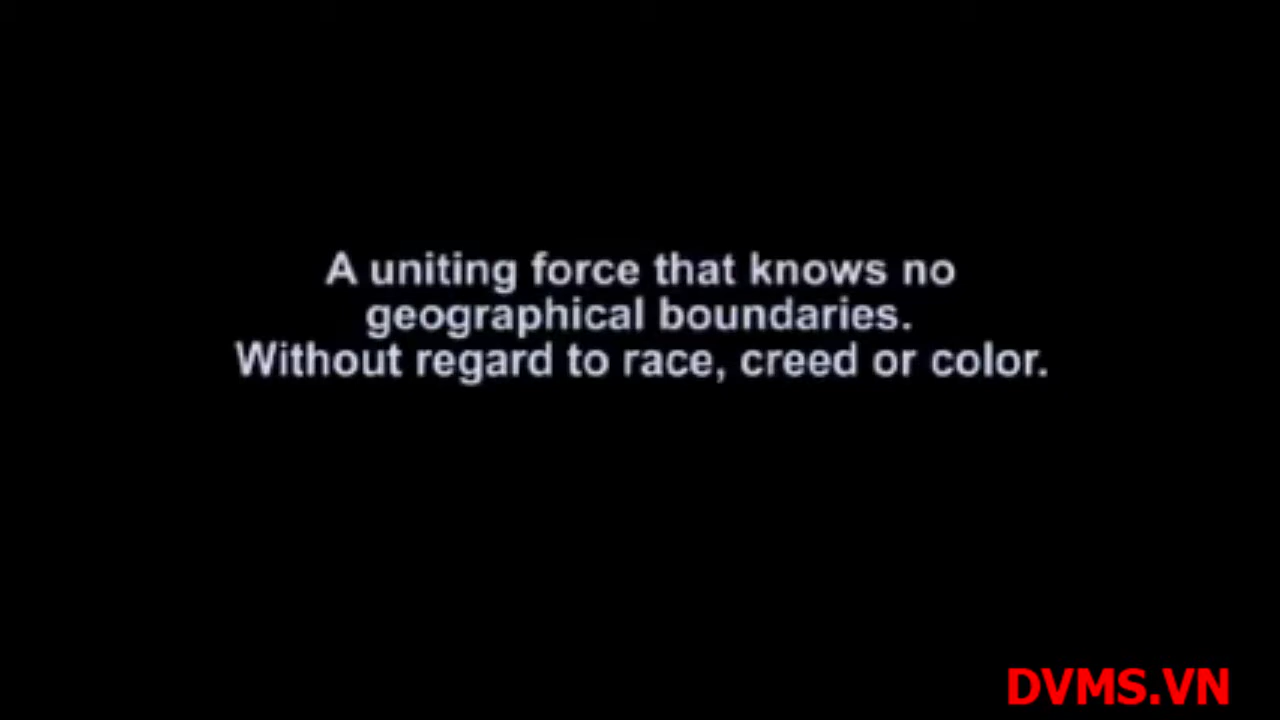 A uniting force that knows no
geographical boundaries.
Without regard to race, creed or color.
DVMS.VN